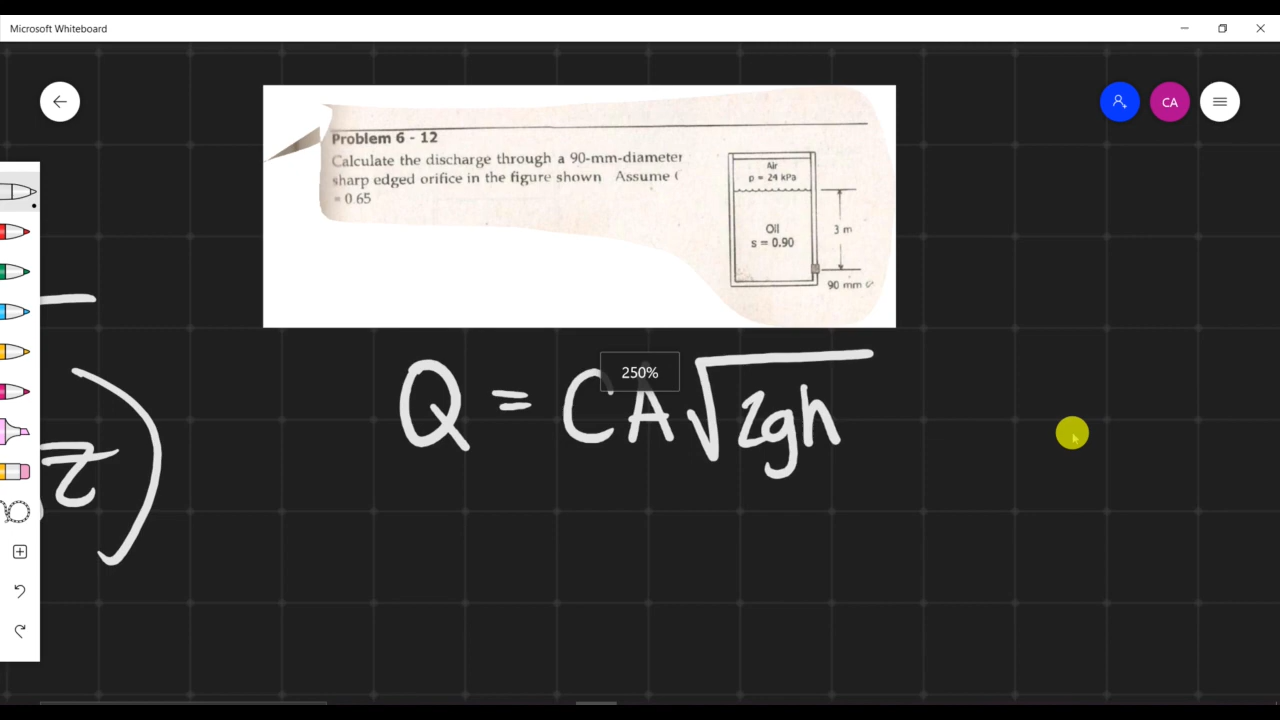 Microsoft Whiteboard
CA
Problem 6 - 12
Calculate the discharge through a 90-mm-diameter
sharp edged orifice in the figure shown Assume
= 0.65
Air
p = 24 kPa
Oil
s = 0.90
3 m
90 mm
250%
Q = CA√2gh
z)